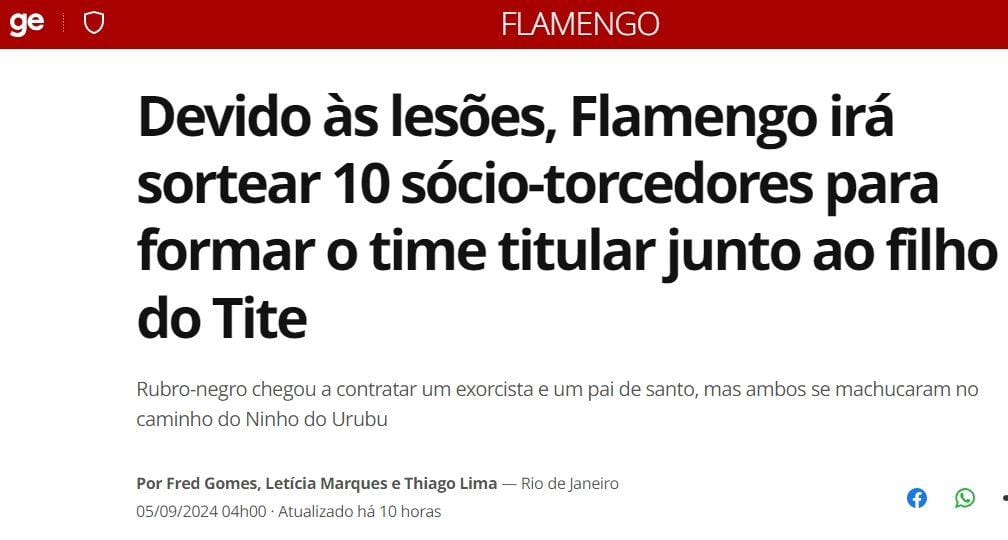 ge
FLAMENGO
Devido às lesões, Flamengo irá
sortear 10 sócio-torcedores para
formar o time titular junto ao filho
do Tite
Rubro-negro chegou a contratar um exorcista e um pai de santo, mas ambos se machucaram no
caminho do Ninho do Urubu
Por Fred Gomes, Letícia Marques e Thiago Lima — Rio de Janeiro
05/09/2024 04h00 · Atualizado há 10 horas